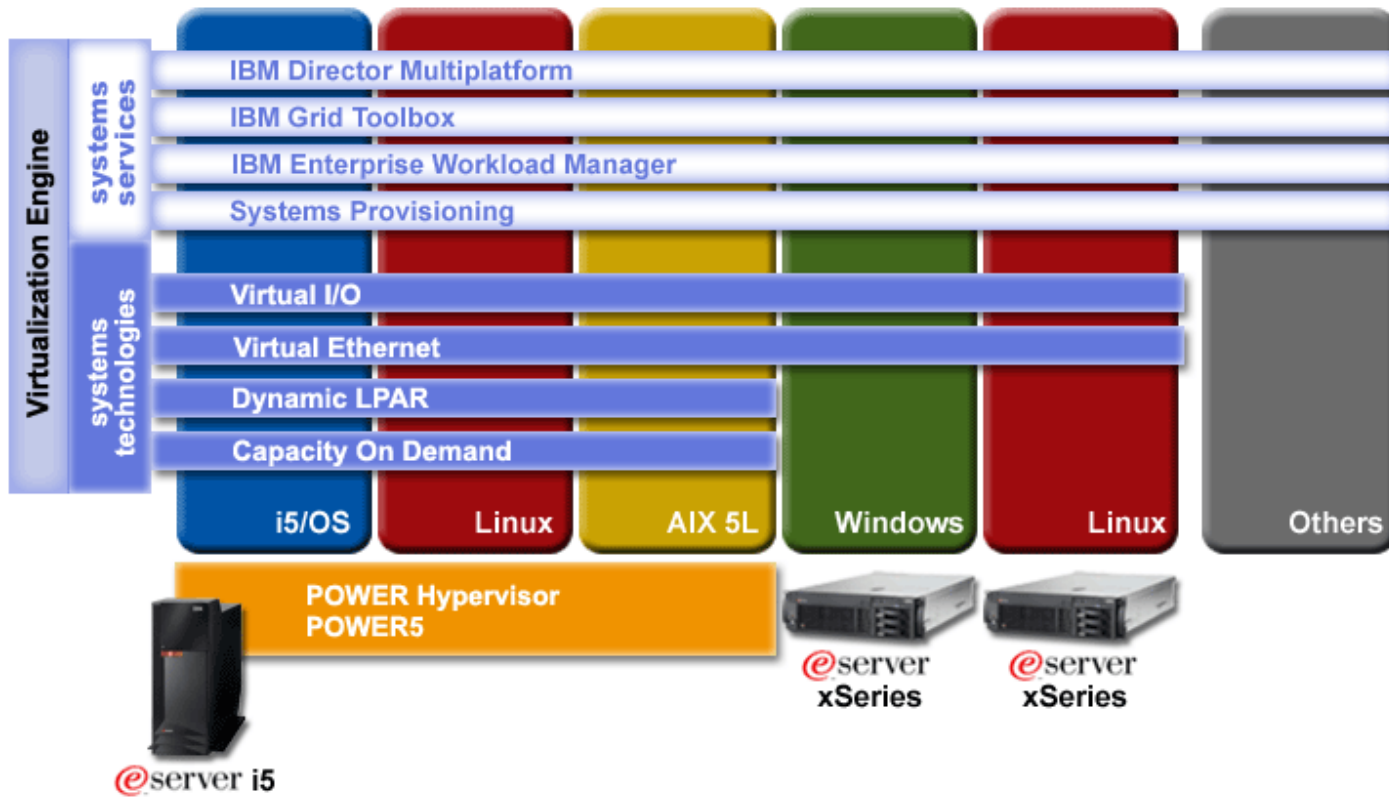 Virtualization Engine
systems
services
IBM Director Multiplatform
IBM Grid Toolbox
IBM Enterprise Workload Manager
Systems Provisioning
systems
technologies
Virtual I/O
Virtual Ethernet
Dynamic LPAR
Capacity On Demand
i5/OS
Linux
AIX 5L
Windows
Linux
Others
POWER Hypervisor
POWER5
eserver
xSeries
eserver
xSeries
eserver i5